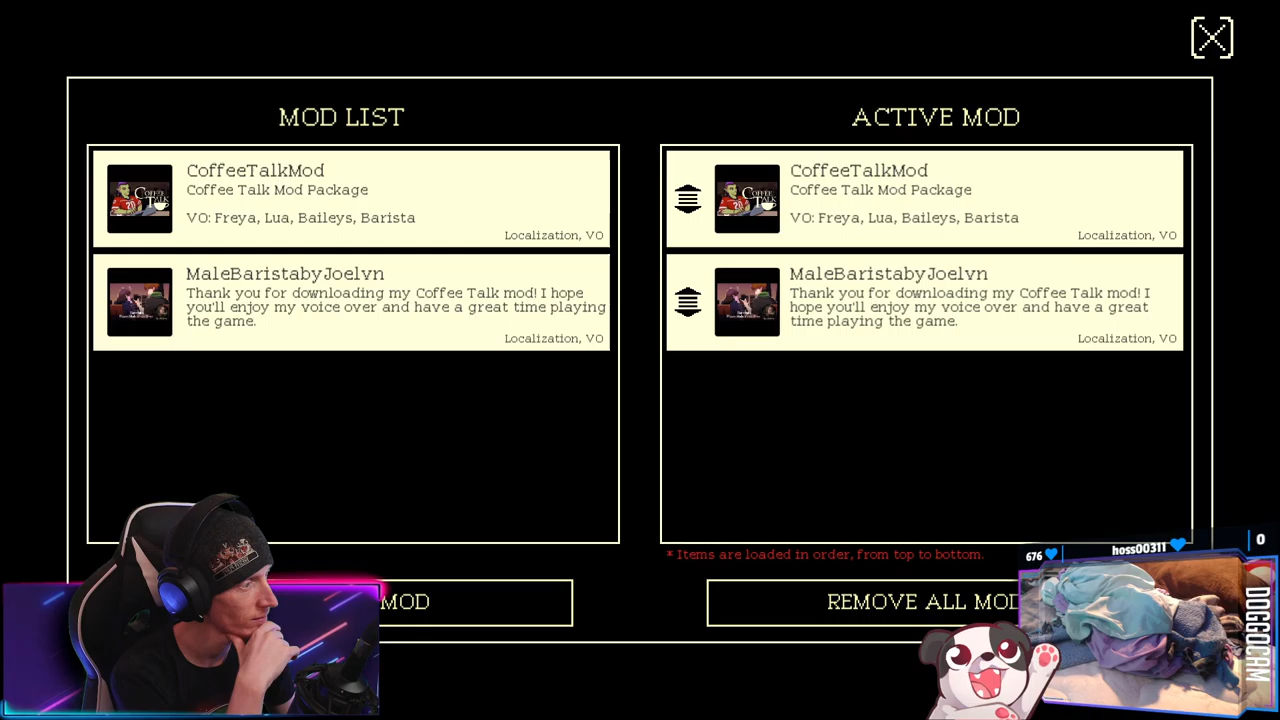 MOD LIST
CoffeeTalkMod
Coffee Talk Mod Package
VO: Freya, Lua, Baileys, Barista
Localization, VO
MaleBaristabyJoelvn
Thank you for downloading my Coffee Talk mod! I hope
you'll enjoy my voice over and have a great time playing
the game.
Localization, VO
MOD
ACTIVE MOD
CoffeeTalkMod
Coffee Talk Mod Package
VO: Freya, Lua, Baileys, Barista
Localization, VO
MaleBaristabyJoelvn
Thank you for downloading my Coffee Talk mod! I
hope you'll enjoy my voice over and have a great
time playing the game.
Localization, VO
* Items are loaded in order, from top to bottom.
REMOVE ALL MOD
676
hoss00311
0
DOGGOCAM